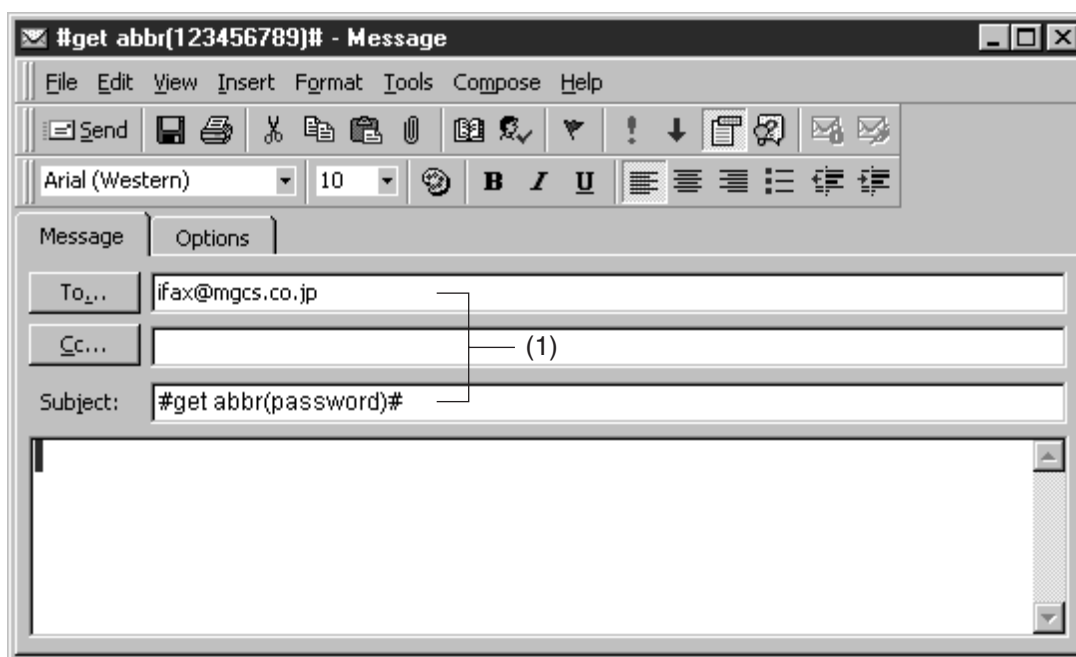 #get abbr(123456789)# - Message
File Edit View Insert Format Tools Compose Help
Send
Arial (Western) 10 B I U
Message Options
To... ifax@mgcs.co.jp
Cc... (1)
Subject: #get abbr(password)#